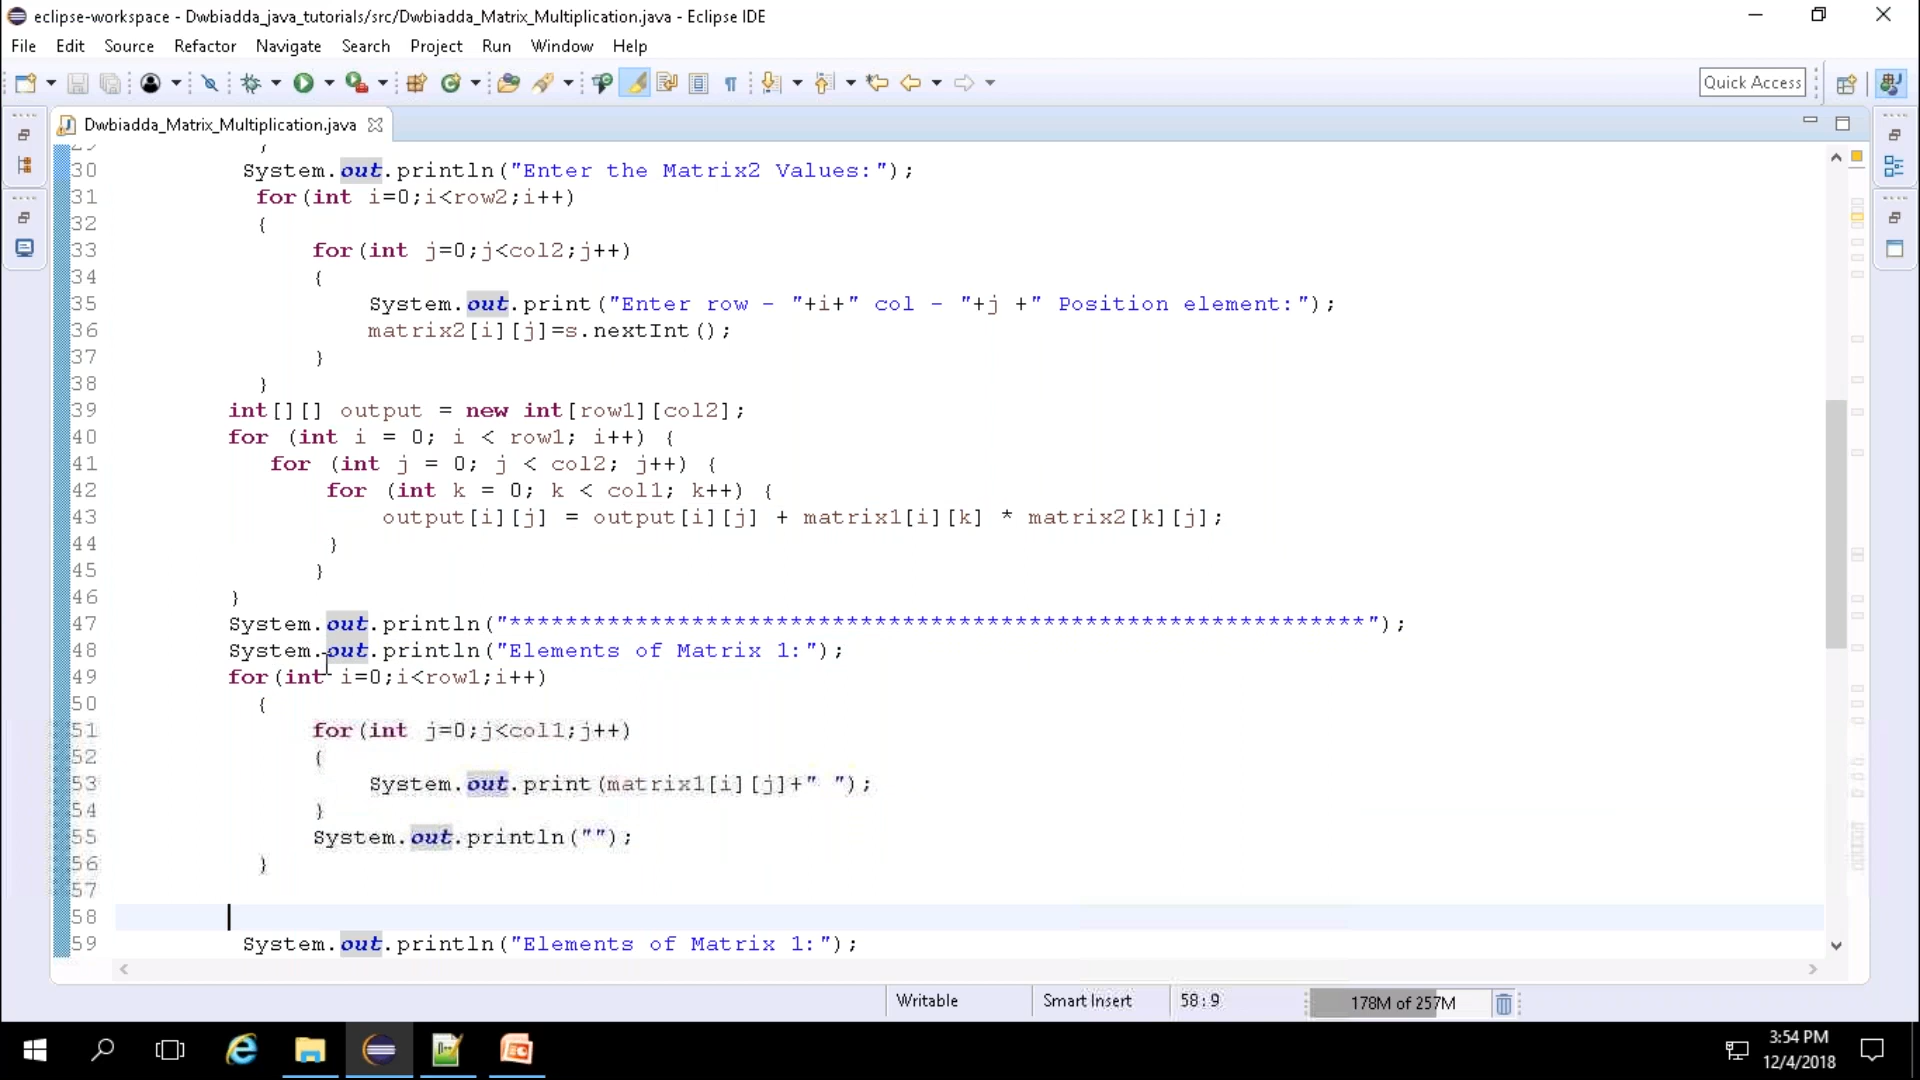 eclipse-workspace - Dwbiadda_java_tutorials/src/Dwbiadda_Matrix_Multiplication.java - Eclipse IDE
File Edit Source Refactor Navigate Search Project Run Window Help
Quick Access
Dwbiadda_Matrix_Multiplication.java
29 }
30 System.out.println("Enter the Matrix2 Values:");
31 for(int i=0;i<row2;i++)
32 {
33 for(int j=0;j<col2;j++)
34 {
35 System.out.print("Enter row - "+i+" col - "+j +" Position element:");
36 matrix2[i][j]=s.nextInt();
37 }
38 }
39 int[][] output = new int[row1][col2];
40 for (int i = 0; i < row1; i++) {
41 for (int j = 0; j < col2; j++) {
42 for (int k = 0; k < col1; k++) {
43 output[i][j] = output[i][j] + matrix1[i][k] * matrix2[k][j];
44 }
45 }
46 }
47 System.out.println("*************************************************************");
48 System.out.println("Elements of Matrix 1:");
49 for(int i=0;i<row1;i++)
50 {
51 for(int j=0;j<col1;j++)
52 {
53 System.out.print(matrix1[i][j]+" ");
54 }
55 System.out.println("");
56 }
57
58
59 System.out.println("Elements of Matrix 1:");
Writable Smart Insert 58 : 9 178M of 257M
3:54 PM
12/4/2018